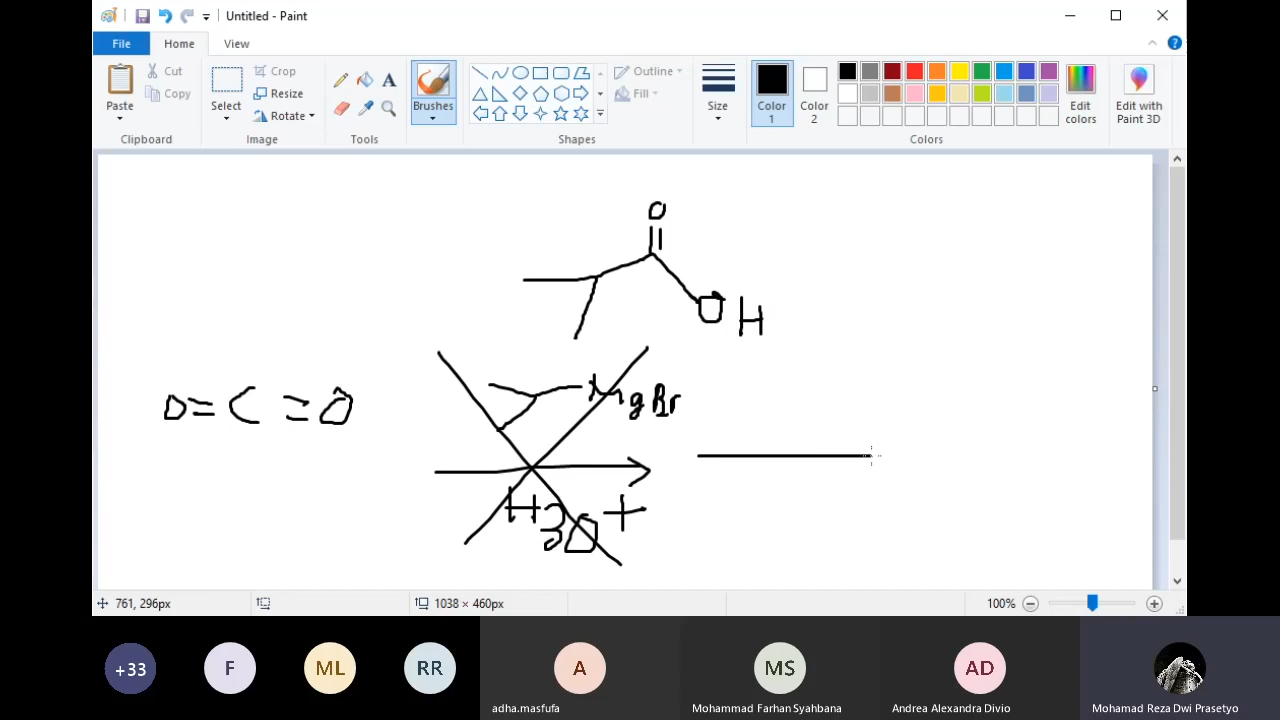 Untitled - Paint
File
Home
View
Paste
Cut
Copy
Clipboard
Select
Crop
Resize
Rotate
Image
A
Tools
Brushes
Shapes
Outline
Fill
Size
Color 1
Color 2
Edit colors
Edit with Paint 3D
Colors
O
OH
MgBr
O=C=O
H3O+
761, 296px
1038 × 460px
100%
+33
F
ML
RR
A
MS
AD
adha.masfufa
Mohammad Farhan Syahbana
Andrea Alexandra Divio
Mohamad Reza Dwi Prasetyo